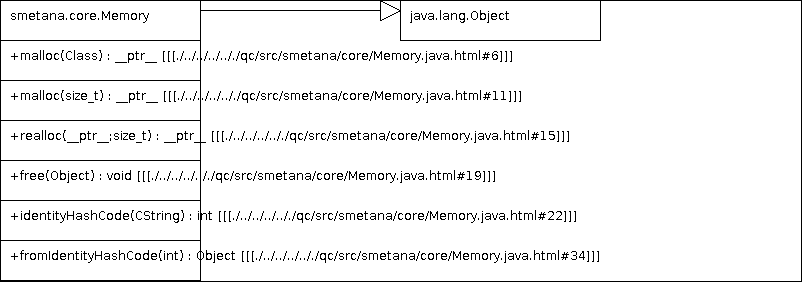 smetana.core.Memory
java.lang.Object
+malloc(Class) : __ptr__ [[[./../../../../../qc/src/smetana/core/Memory.java.html#6]]]
+malloc(size_t) : __ptr__ [[[./../../../../../qc/src/smetana/core/Memory.java.html#11]]]
+realloc(__ptr__;size_t) : __ptr__ [[[./../../../../../qc/src/smetana/core/Memory.java.html#15]]]
+free(Object) : void [[[./../../../../../qc/src/smetana/core/Memory.java.html#19]]]
+identityHashCode(CString) : int [[[./../../../../../qc/src/smetana/core/Memory.java.html#22]]]
+fromIdentityHashCode(int) : Object [[[./../../../../../qc/src/smetana/core/Memory.java.html#34]]]